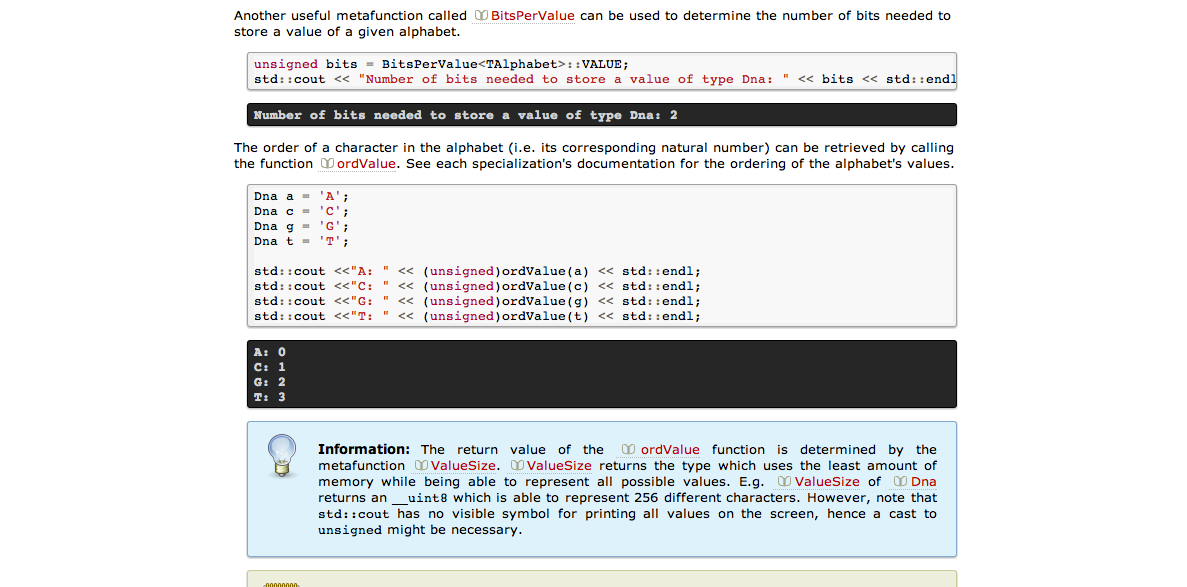 Another useful metafunction called BitsPerValue can be used to determine the number of bits needed to
store a value of a given alphabet.
unsigned bits = BitsPerValue<TAlphabet>::VALUE;
std::cout << "Number of bits needed to store a value of type Dna: " << bits << std::endl
Number of bits needed to store a value of type Dna: 2
The order of a character in the alphabet (i.e. its corresponding natural number) can be retrieved by calling
the function ordValue. See each specialization's documentation for the ordering of the alphabet's values.
Dna a = 'A';
Dna c = 'C';
Dna g = 'G';
Dna t = 'T';
std::cout <<"A: " << (unsigned)ordValue(a) << std::endl;
std::cout <<"C: " << (unsigned)ordValue(c) << std::endl;
std::cout <<"G: " << (unsigned)ordValue(g) << std::endl;
std::cout <<"T: " << (unsigned)ordValue(t) << std::endl;
A: 0
C: 1
G: 2
T: 3
Information: The return value of the ordValue function is determined by the
metafunction ValueSize. ValueSize returns the type which uses the least amount of
memory while being able to represent all possible values. E.g. ValueSize of Dna
returns an __uint8 which is able to represent 256 different characters. However, note that
std::cout has no visible symbol for printing all values on the screen, hence a cast to
unsigned might be necessary.